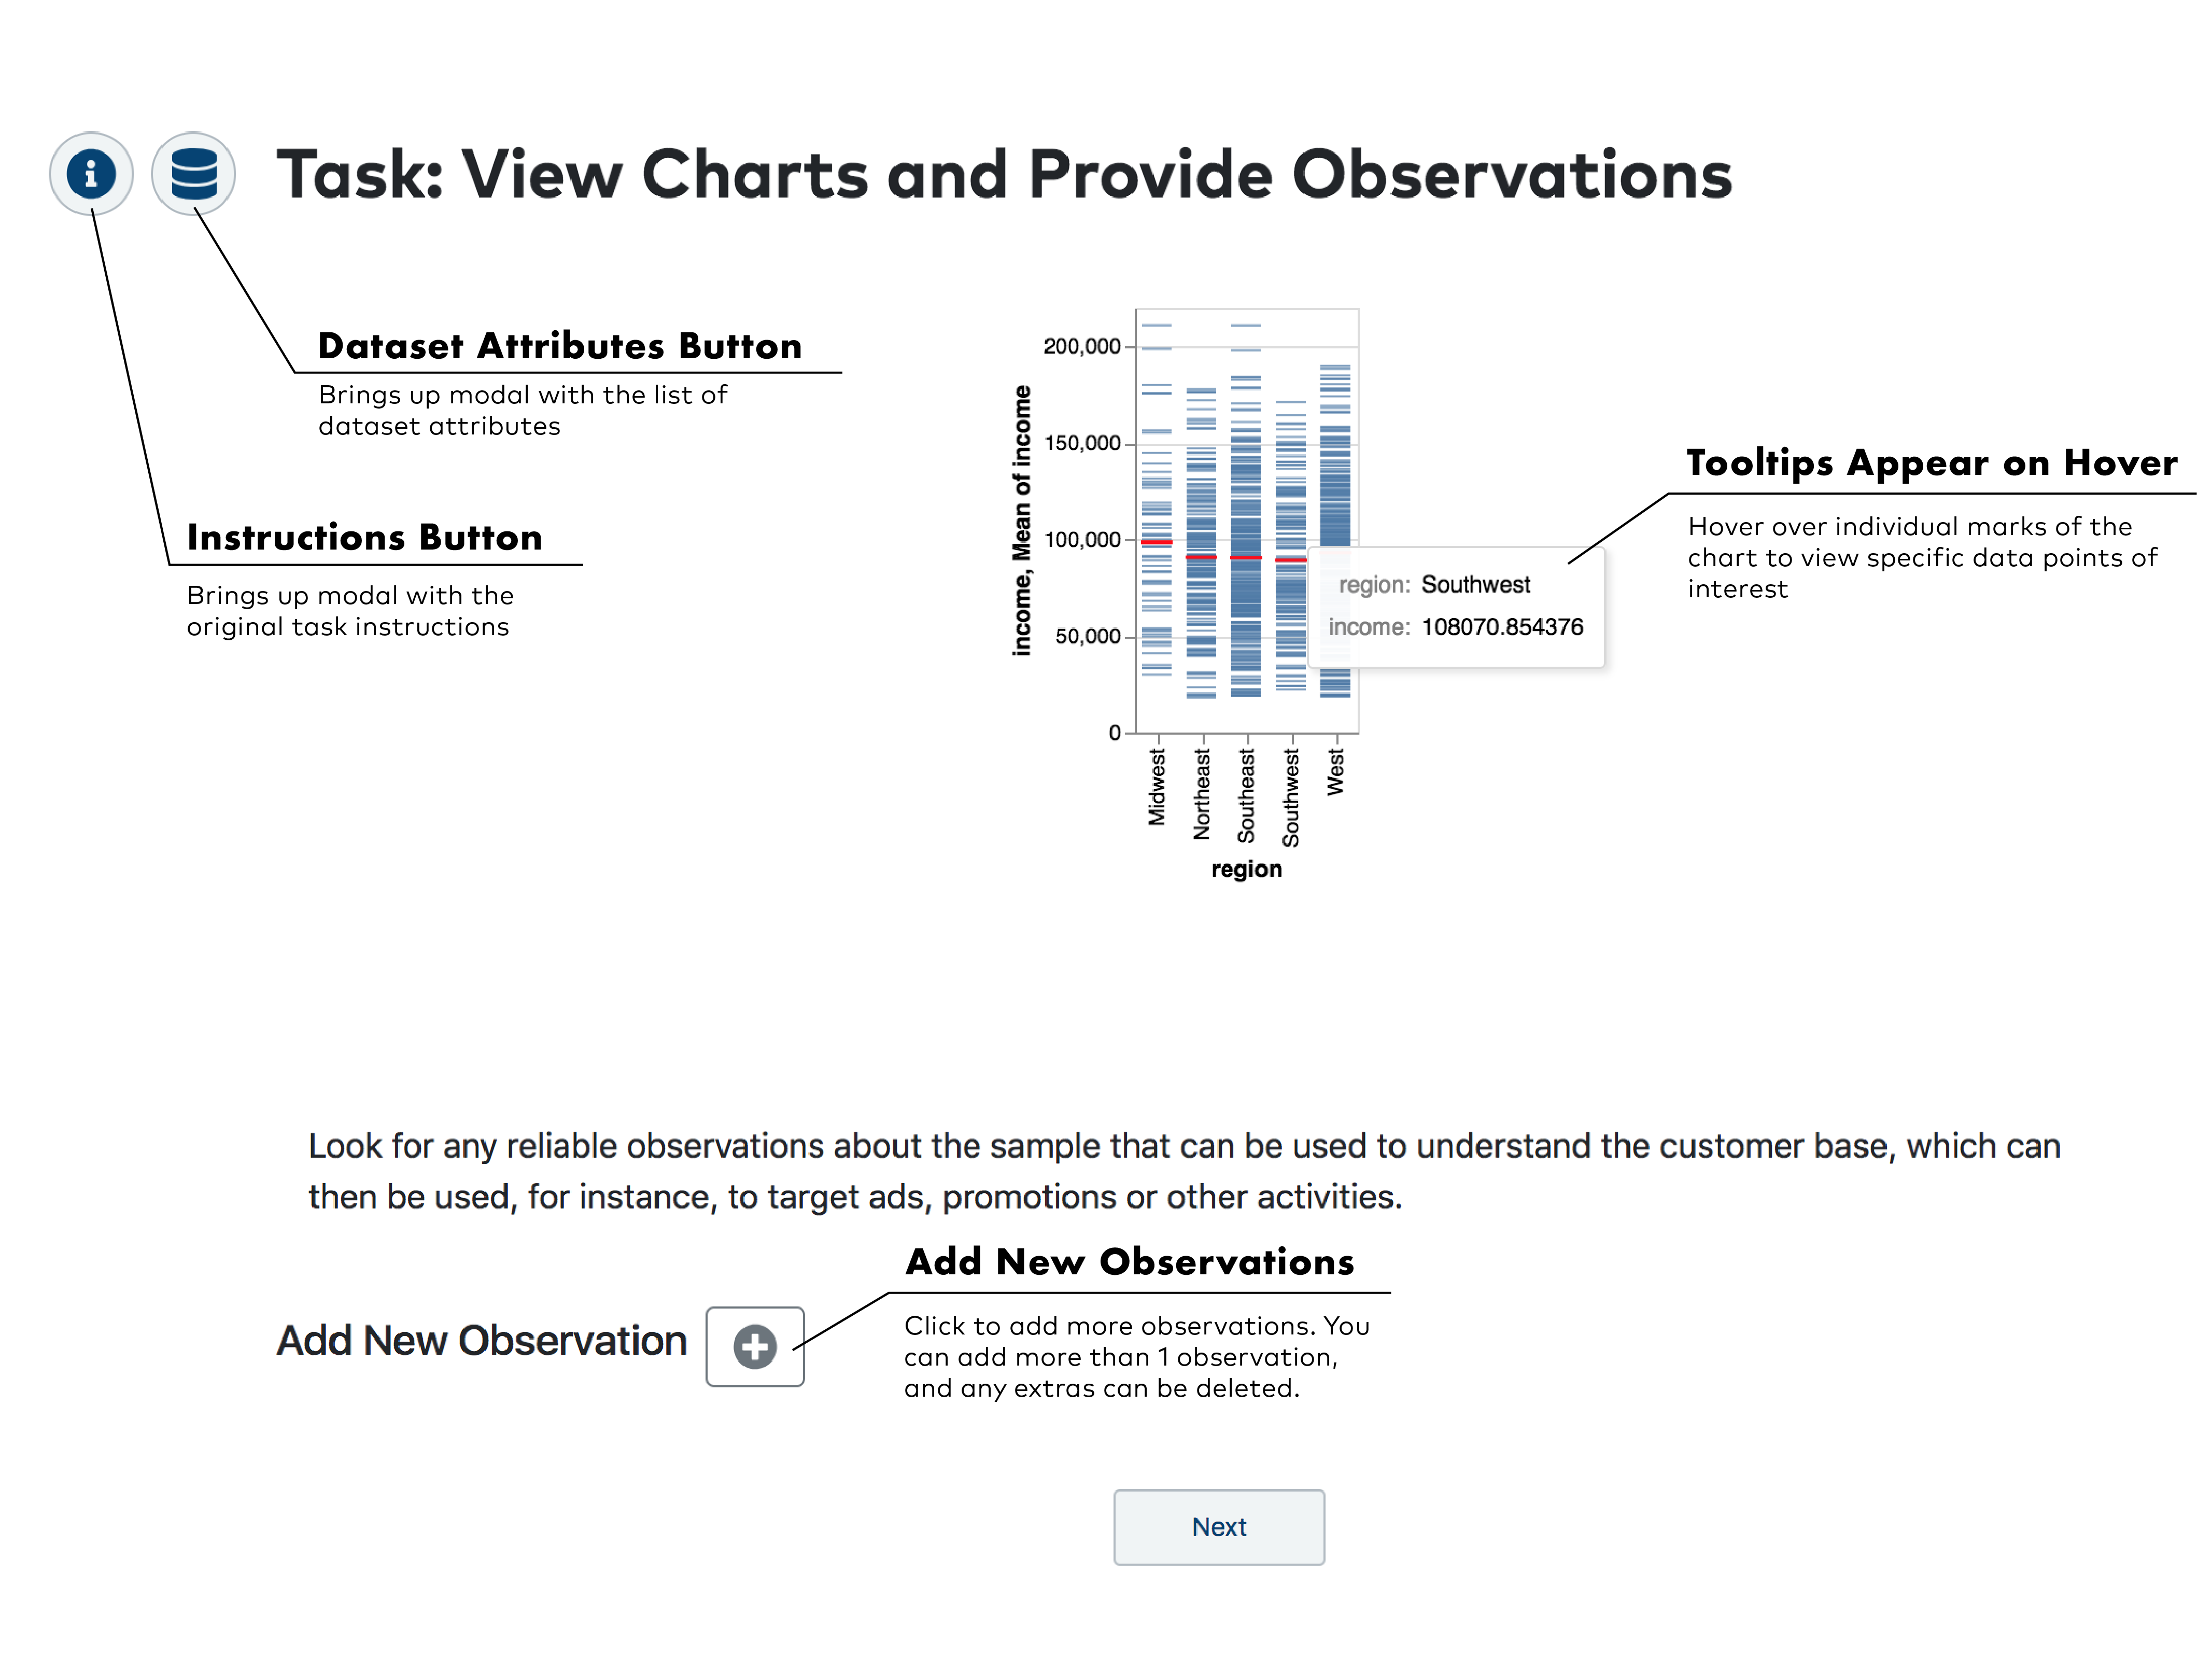 Task: View Charts and Provide Observations
Dataset Attributes Button
Brings up modal with the list of
dataset attributes
Instructions Button
Brings up modal with the
original task instructions
income, Mean of income
200,000
150,000
100,000
50,000
0
Midwest
Northeast
Southeast
Southwest
West
region
region: Southwest
income: 108070.854376
Tooltips Appear on Hover
Hover over individual marks of the
chart to view specific data points of
interest
Look for any reliable observations about the sample that can be used to understand the customer base, which can
then be used, for instance, to target ads, promotions or other activities.
Add New Observation
Add New Observations
Click to add more observations. You
can add more than 1 observation,
and any extras can be deleted.
Next